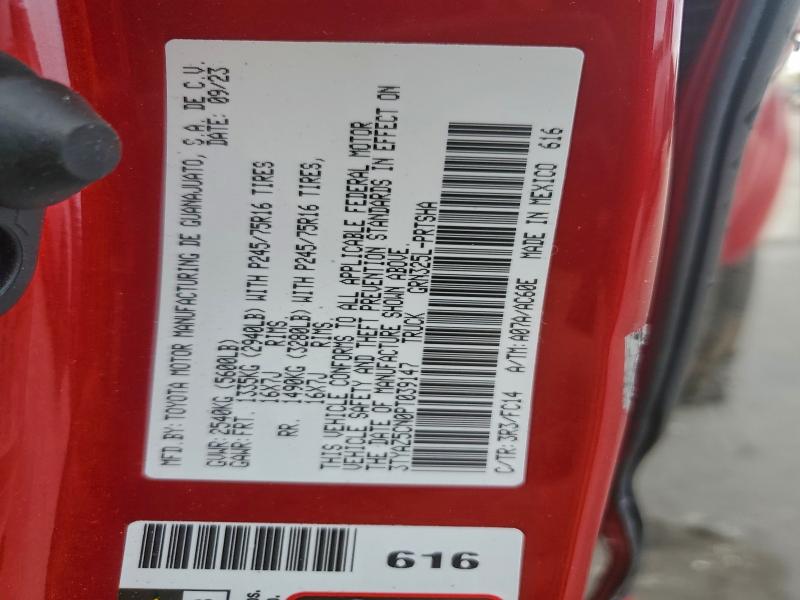 MFD.BY: TOYOTA MOTOR MANUFACTURING DE GUANAJUATO, S.A. DE C.V.
DATE: 09/23
GVWR: 2540KG (5600LB)
GAWR: FRT. 1335KG (2940LB) WITH P245/75R16 TIRES
16X7J RIMS,
RR. 1490KG (3280LB) WITH P245/75R16 TIRES,
16X7J RIMS.
THIS VEHICLE CONFORMS TO ALL APPLICABLE FEDERAL MOTOR
VEHICLE SAFETY AND THEFT PREVENTION STANDARDS IN EFFECT ON
THE DATE OF MANUFACTURE SHOWN ABOVE.
3TYAZ5CN0PT039147 TRUCK GRN325L-PRTSHA
C/TR:3R3/FC14 A/TM:A07A/AC60E MADE IN MEXICO 616
616